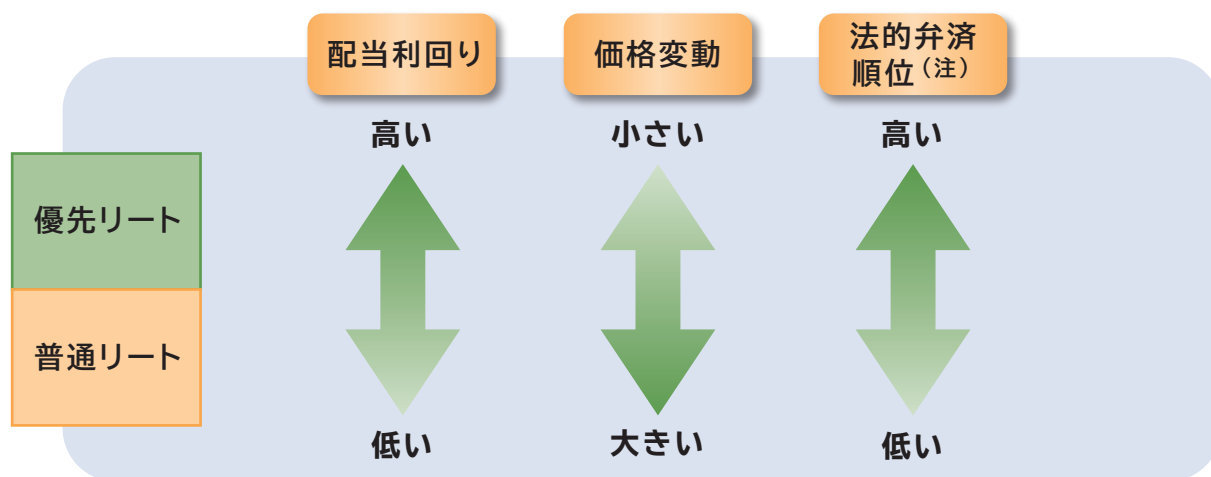 配当利回り
価格変動
法的弁済
順位(注)
高い
小さい
高い
優先リート
普通リート
低い
大きい
低い